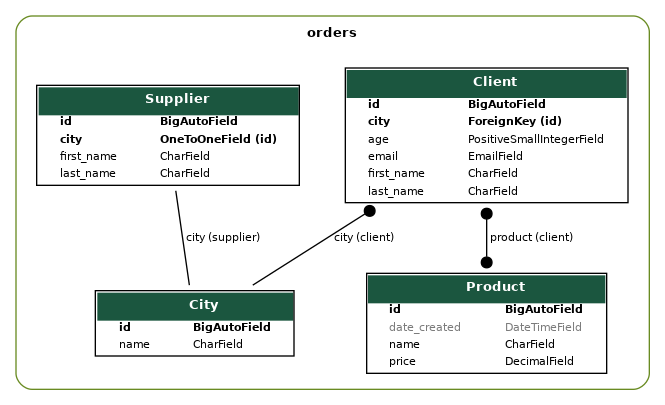 orders
Supplier
id BigAutoField
city OneToOneField (id)
first_name CharField
last_name CharField
Client
id BigAutoField
city ForeignKey (id)
age PositiveSmallIntegerField
email EmailField
first_name CharField
last_name CharField
city (supplier)
city (client)
product (client)
City
id BigAutoField
name CharField
Product
id BigAutoField
date_created DateTimeField
name CharField
price DecimalField